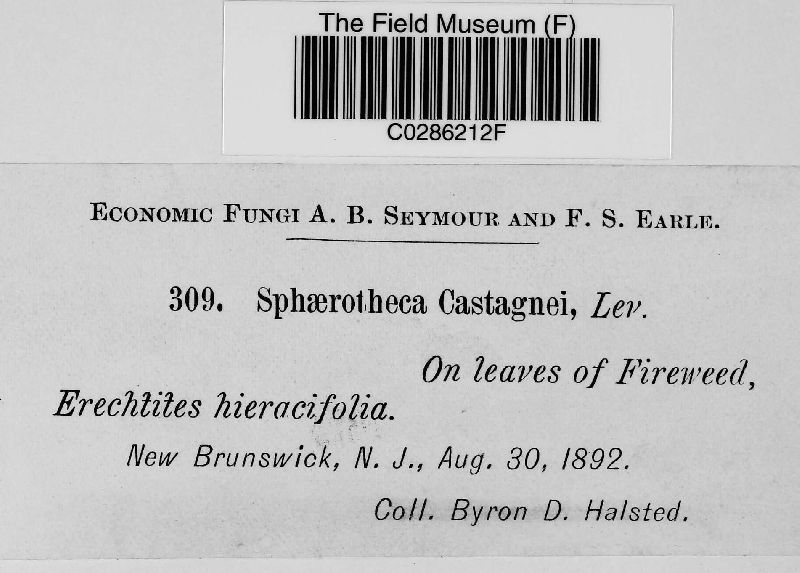 The Field Museum (F)
C0286212F
Economic Fungi A. B. Seymour and F. S. Earle.
309. Sphærotheca Castagnei, Lev.
On leaves of Fireweed,
Erechtites hieracifolia.
New Brunswick, N. J., Aug. 30, 1892.
Coll. Byron D. Halsted.